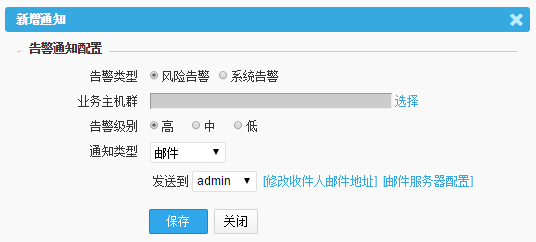 新增通知
告警通知配置
告警类型 风险告警 系统告警
业务主机群 选择
告警级别 高 中 低
通知类型 邮件
发送到 admin [修改收件人邮件地址] [邮件服务器配置]
保存 关闭